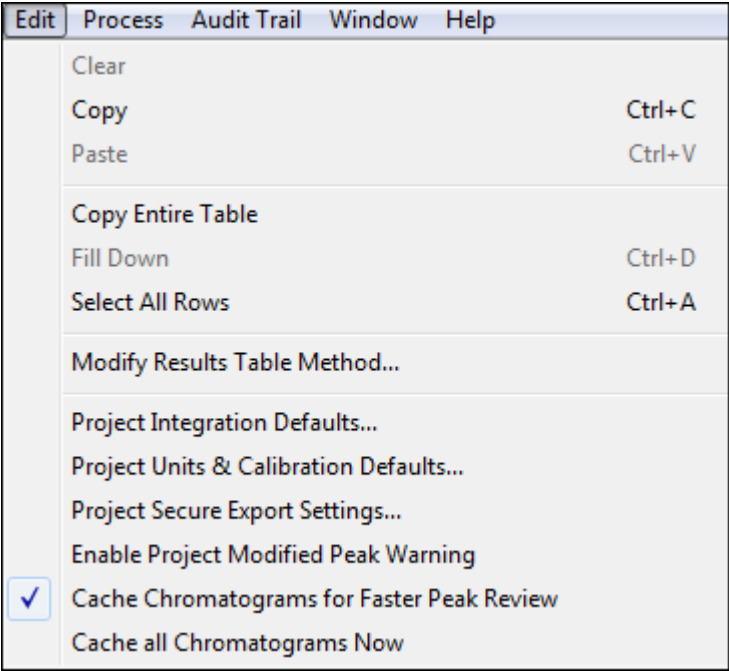 Edit Process Audit Trail Window Help
Clear
Copy Ctrl+C
Paste Ctrl+V
Copy Entire Table
Fill Down Ctrl+D
Select All Rows Ctrl+A
Modify Results Table Method...
Project Integration Defaults...
Project Units & Calibration Defaults...
Project Secure Export Settings...
Enable Project Modified Peak Warning
Cache Chromatograms for Faster Peak Review
Cache all Chromatograms Now